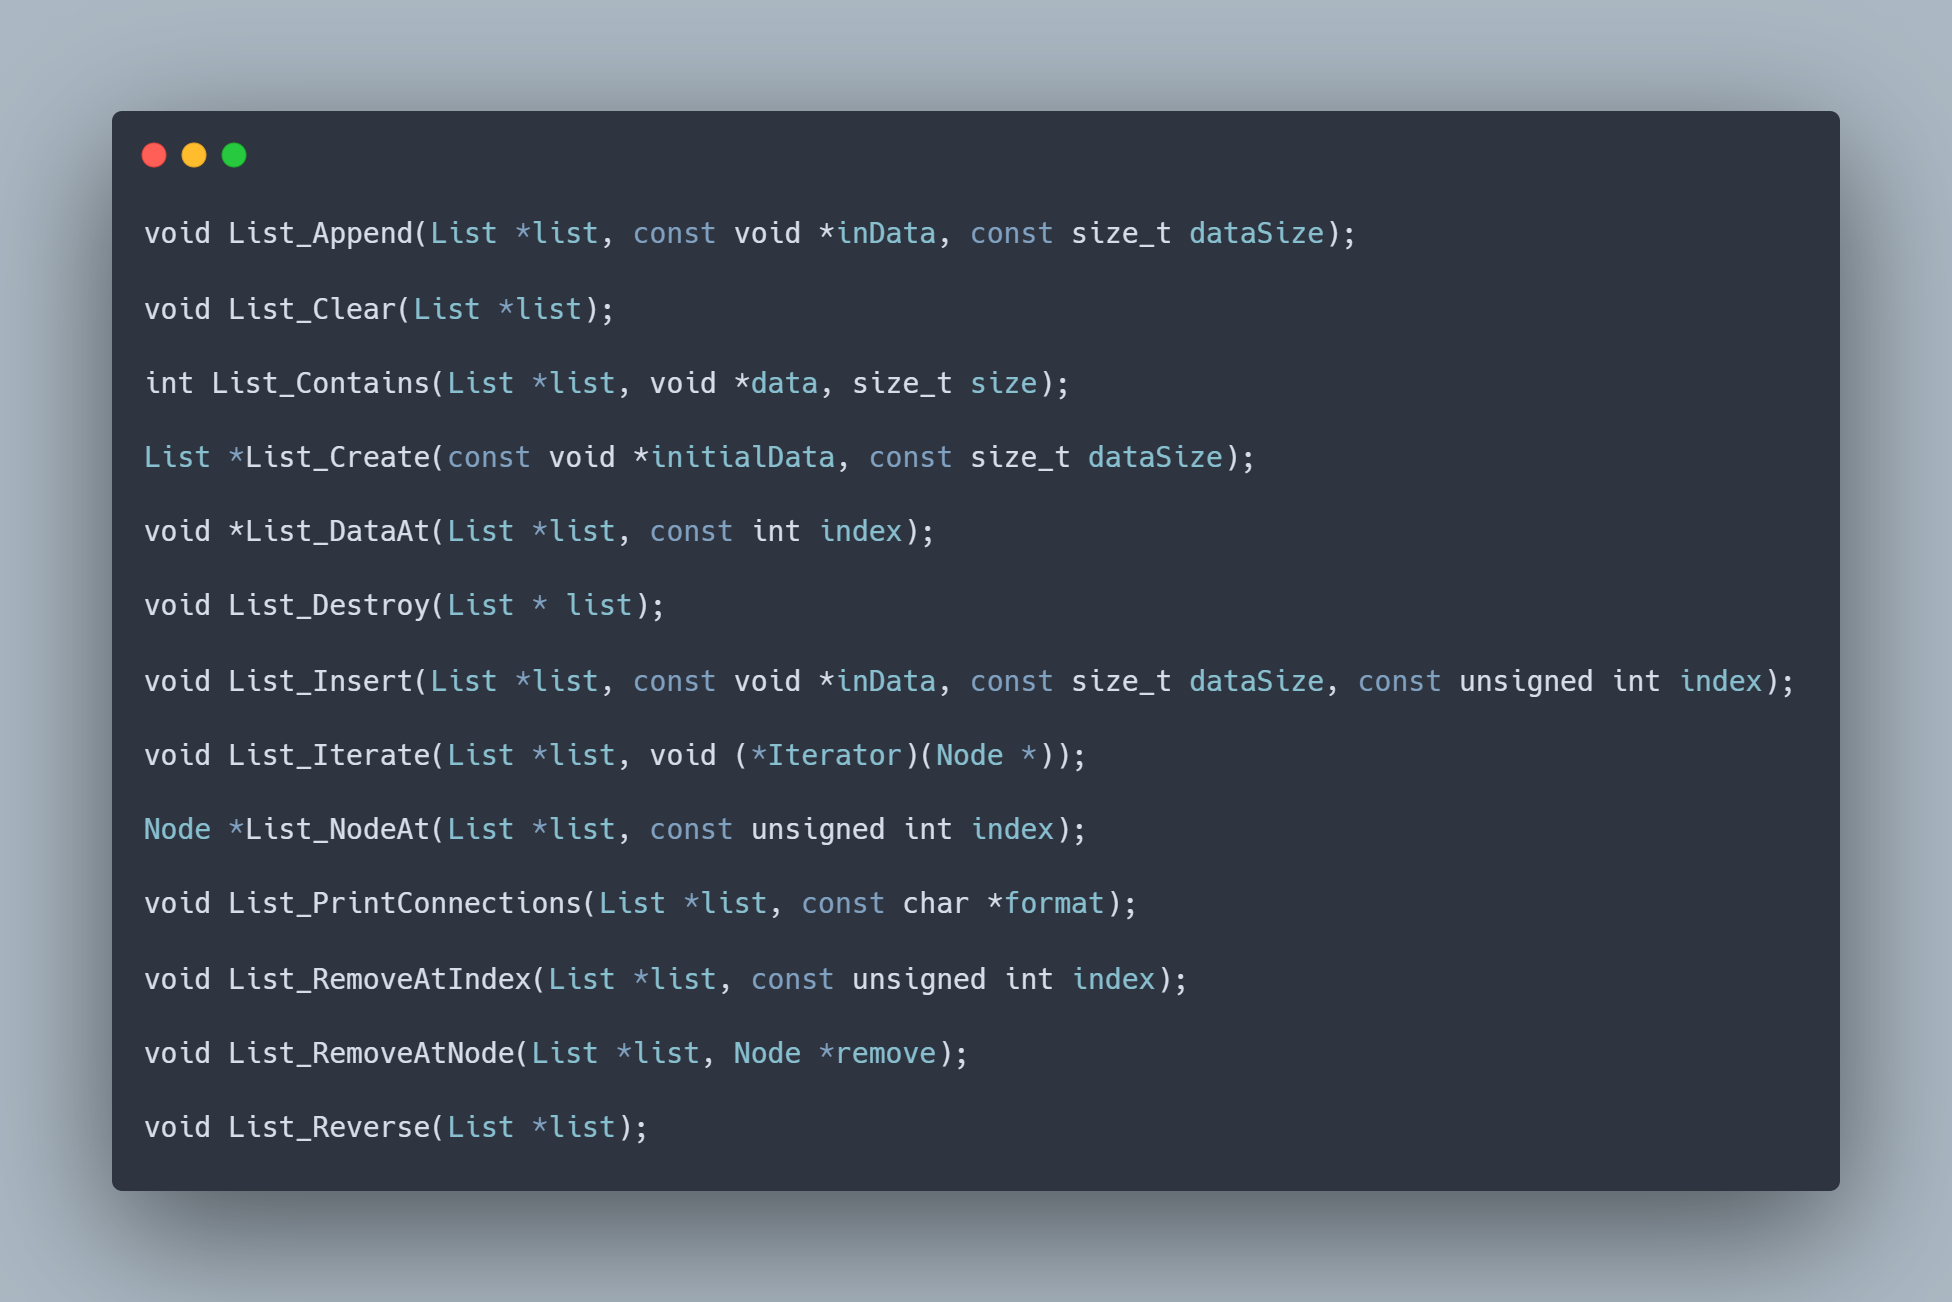 void List_Append(List *list, const void *inData, const size_t dataSize);
void List_Clear(List *list);
int List_Contains(List *list, void *data, size_t size);
List *List_Create(const void *initialData, const size_t dataSize);
void *List_DataAt(List *list, const int index);
void List_Destroy(List * list);
void List_Insert(List *list, const void *inData, const size_t dataSize, const unsigned int index);
void List_Iterate(List *list, void (*Iterator)(Node *));
Node *List_NodeAt(List *list, const unsigned int index);
void List_PrintConnections(List *list, const char *format);
void List_RemoveAtIndex(List *list, const unsigned int index);
void List_RemoveAtNode(List *list, Node *remove);
void List_Reverse(List *list);